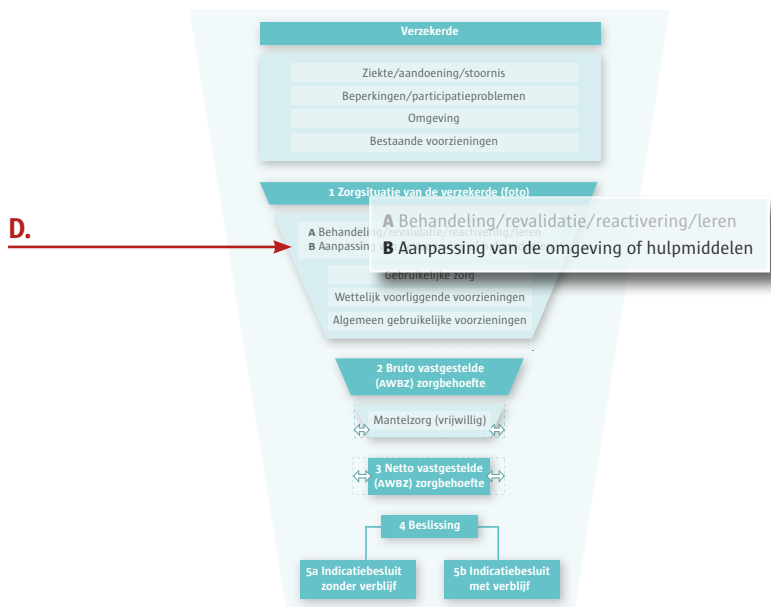 Verzekerde
Ziekte/aandoening/stoornis
Beperkingen/participatieproblemen
Omgeving
Bestaande voorzieningen
1 Zorgsituatie van de verzekerde (foto)
D.
A Behandeling/revalidatie/reactivering/leren
B Aanpassing
A Behandeling/revalidatie/reactivering/leren
B Aanpassing van de omgeving of hulpmiddelen
Gebruikelijke zorg
Wettelijk voorliggende voorzieningen
Algemeen gebruikelijke voorzieningen
2 Bruto vastgestelde
(AWBZ) zorgbehoefte
Mantelzorg (vrijwillig)
3 Netto vastgestelde
(AWBZ) zorgbehoefte
4 Beslissing
5a Indicatiebesluit
zonder verblijf
5b Indicatiebesluit
met verblijf